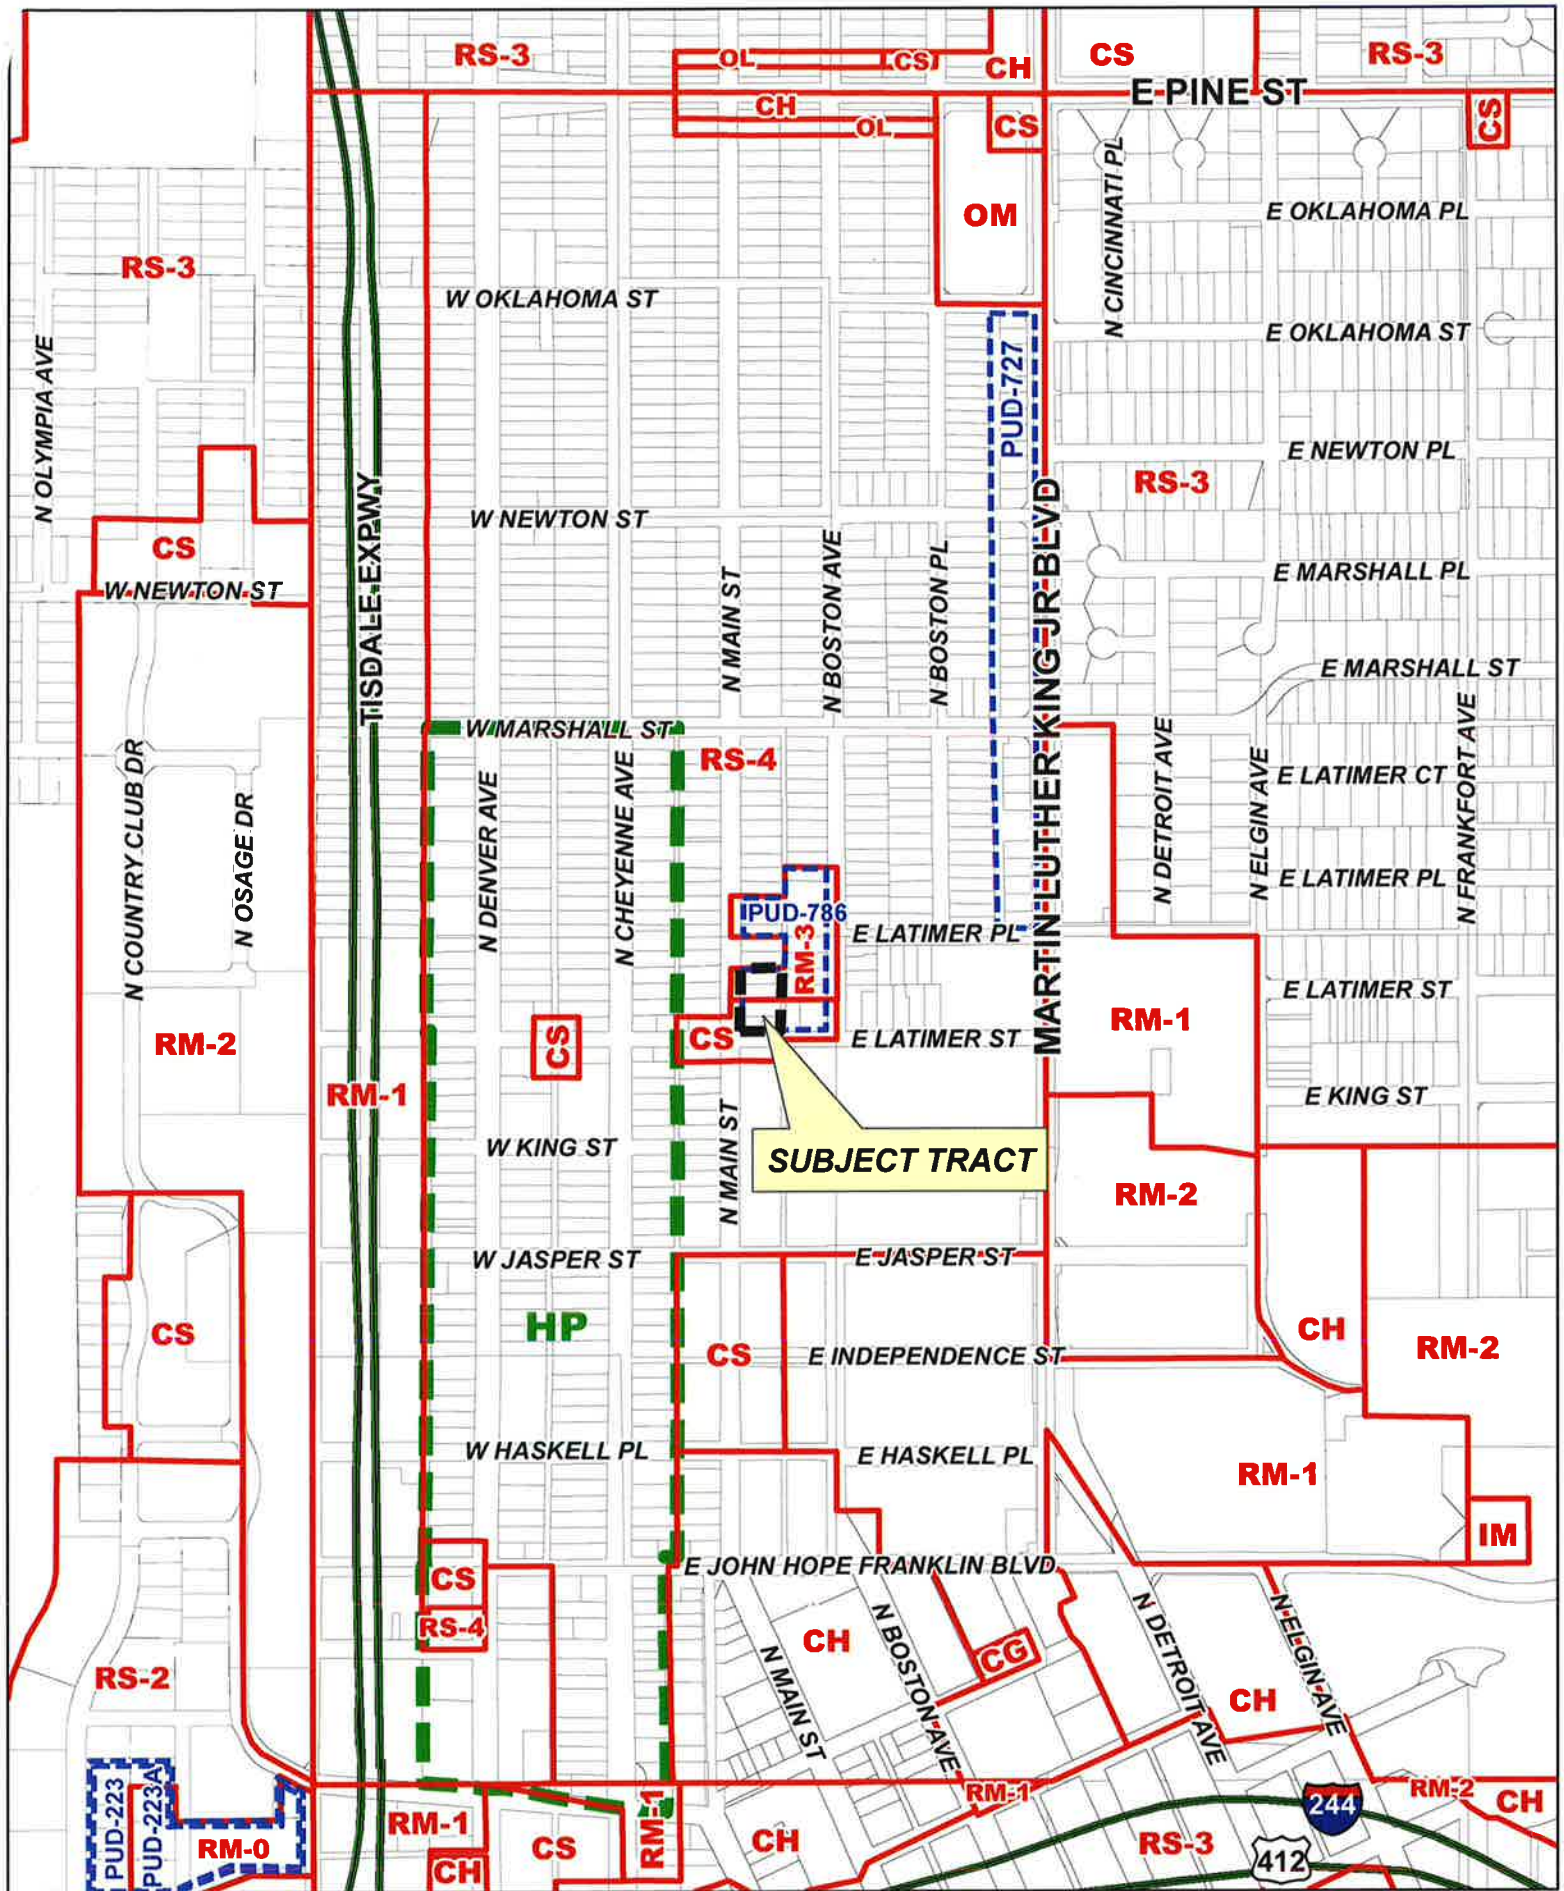 RS-3
OL
CS
CH
CS
RS-3
E PINE ST
CH
OL
CS
CS
OM
N CINCINNATI PL
E OKLAHOMA PL
RS-3
W OKLAHOMA ST
E OKLAHOMA ST
N OLYMPIA AVE
PUD-727
E NEWTON PL
RS-3
W NEWTON ST
CS
W NEWTON ST
TISDALE EXPWY
N MAIN ST
N BOSTON AVE
N BOSTON PL
MARTIN LUTHER KING JR BLVD
E MARSHALL PL
E MARSHALL ST
W MARSHALL ST
RS-4
N COUNTRY CLUB DR
N OSAGE DR
N DENVER AVE
N CHEYENNE AVE
N DETROIT AVE
N ELGIN AVE
E LATIMER CT
N FRANKFORT AVE
E LATIMER PL
PUD-786
RM-3
E LATIMER PL
E LATIMER ST
RM-2
CS
CS
E LATIMER ST
RM-1
RM-1
E KING ST
N MAIN ST
W KING ST
SUBJECT TRACT
RM-2
W JASPER ST
E JASPER ST
HP
CS
CS
E INDEPENDENCE ST
CH
RM-2
W HASKELL PL
E HASKELL PL
RM-1
IM
CS
E JOHN HOPE FRANKLIN BLVD
RS-4
RS-2
CH
N MAIN ST
N BOSTON AVE
CG
N DETROIT AVE
N ELGIN AVE
CH
PUD-223
PUD-223A
RM-0
RM-1
CH
CS
RM-1
CH
RM-1
RS-3
244
412
RM-2
CH